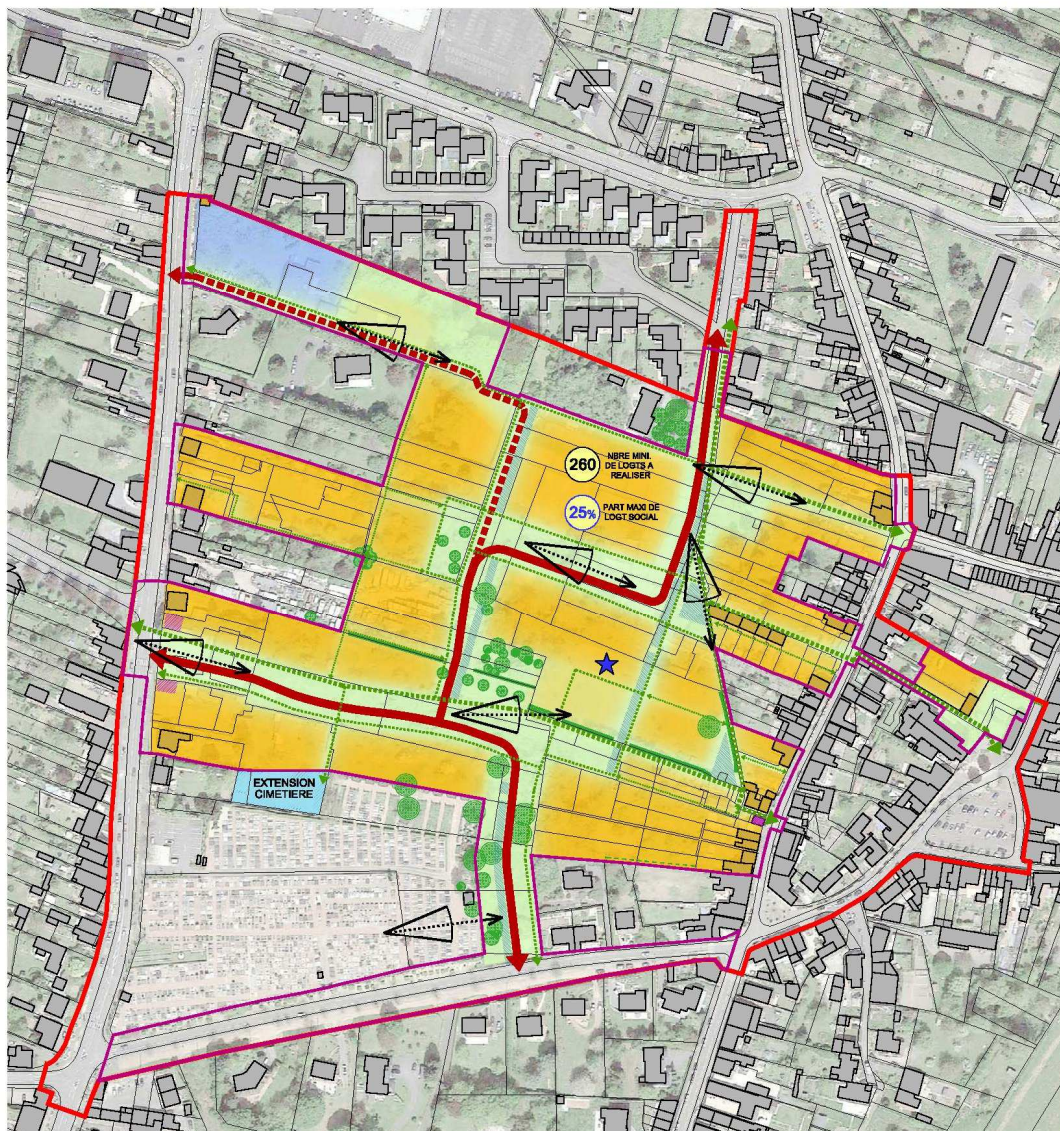 260
NBRE MINI.
DE LOGTS A
REALISER
25%
PART MAXI DE
LOGT SOCIAL
EXTENSION
CIMETIERE